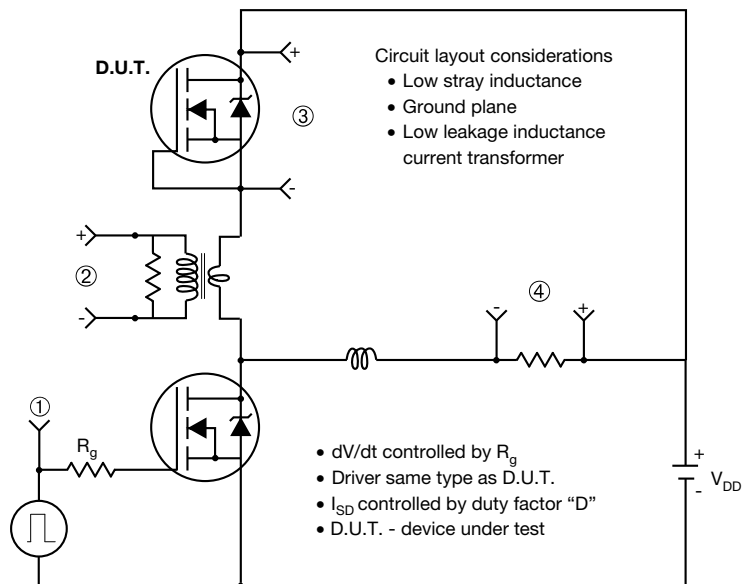 D.U.T.
+
Circuit layout considerations
• Low stray inductance
• Ground plane
• Low leakage inductance
current transformer
③
-
+
②
-
④
-
+
①
Rg
• dV/dt controlled by Rg
• Driver same type as D.U.T.
• ISD controlled by duty factor “D”
• D.U.T. - device under test
+
VDD
-